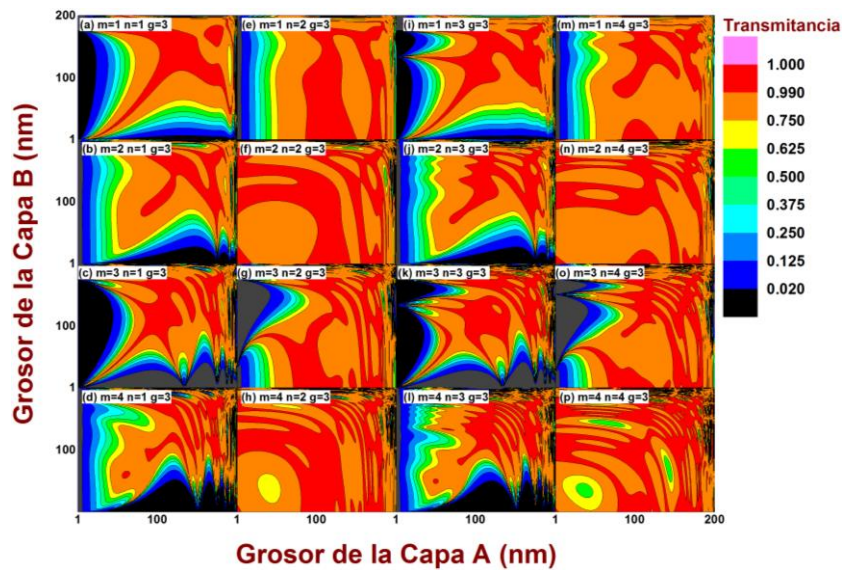 200
(a) m=1 n=1 g=3
(e) m=1 n=2 g=3
(i) m=1 n=3 g=3
(m) m=1 n=4 g=3
100
1
(b) m=2 n=1 g=3
(f) m=2 n=2 g=3
(j) m=2 n=3 g=3
(n) m=2 n=4 g=3
100
1
(c) m=3 n=1 g=3
(g) m=3 n=2 g=3
(k) m=3 n=3 g=3
(o) m=3 n=4 g=3
100
1
(d) m=4 n=1 g=3
(h) m=4 n=2 g=3
(l) m=4 n=3 g=3
(p) m=4 n=4 g=3
100
1 100 1 100 1 100 1 100 200
Grosor de la Capa B (nm)
Grosor de la Capa A (nm)
Transmitancia
1.000
0.990
0.750
0.625
0.375
0.250
0.125
0.020